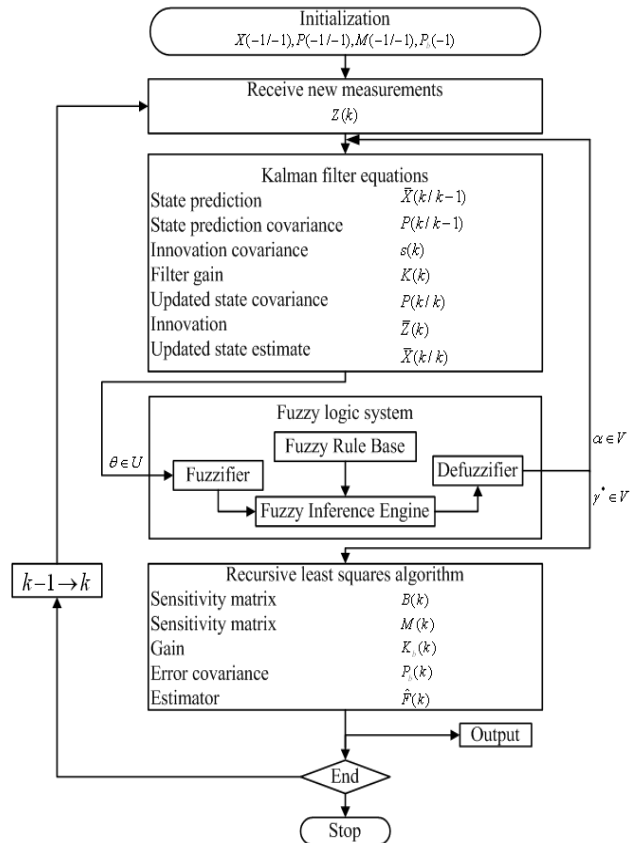 Initialization
X(-1/-1),P(-1/-1),M(-1/-1),P_b(-1)
Receive new measurements
Z(k)
Kalman filter equations
State prediction X̄(k/k-1)
State prediction covariance P(k/k-1)
Innovation covariance s(k)
Filter gain K(k)
Updated state covariance P(k/k)
Innovation Z̄(k)
Updated state estimate X̄(k/k)
Fuzzy logic system
θ∈U
Fuzzifier
Fuzzy Rule Base
Fuzzy Inference Engine
Defuzzifier
α∈V
γ*∈V
k-1→k
Recursive least squares algorithm
Sensitivity matrix B(k)
Sensitivity matrix M(k)
Gain K_b(k)
Error covariance P_b(k)
Estimator F̂(k)
Output
End
Stop